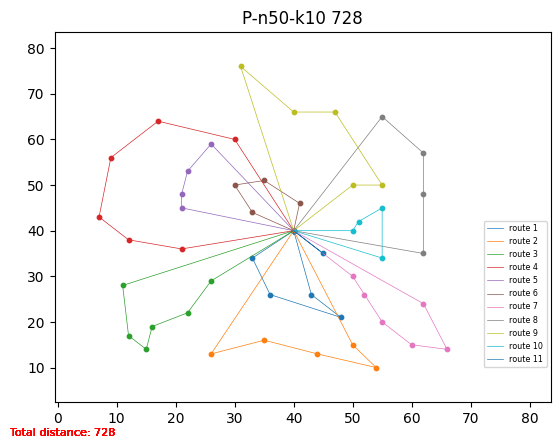 P-n50-k10 728
80
70
60
50
40
30
20
10
0 10 20 30 40 50 60 70 80
route 1
route 2
route 3
route 4
route 5
route 6
route 7
route 8
route 9
route 10
route 11
Total distance: 728